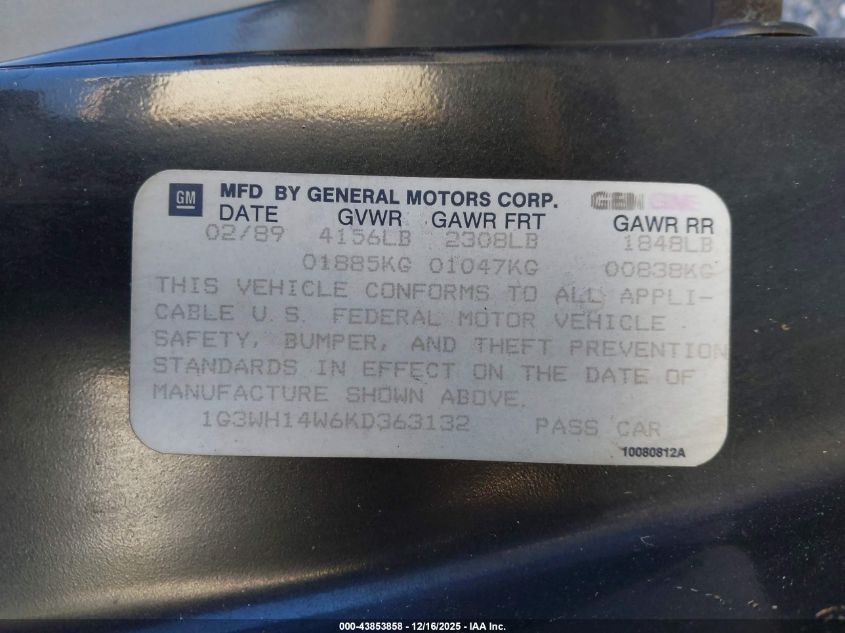 GM MFD BY GENERAL MOTORS CORP.
DATE GVWR GAWR FRT GAWR RR
02/89 4156LB 2308LB 1848LB
01885KG 01047KG 00838KG
THIS VEHICLE CONFORMS TO ALL APPLI-
CABLE U.S. FEDERAL MOTOR VEHICLE
SAFETY, BUMPER, AND THEFT PREVENTION
STANDARDS IN EFFECT ON THE DATE OF
MANUFACTURE SHOWN ABOVE.
1G3WH14W6KD363132 PASS CAR
10080812A
000-43853858 - 12/16/2025 - IAA Inc.